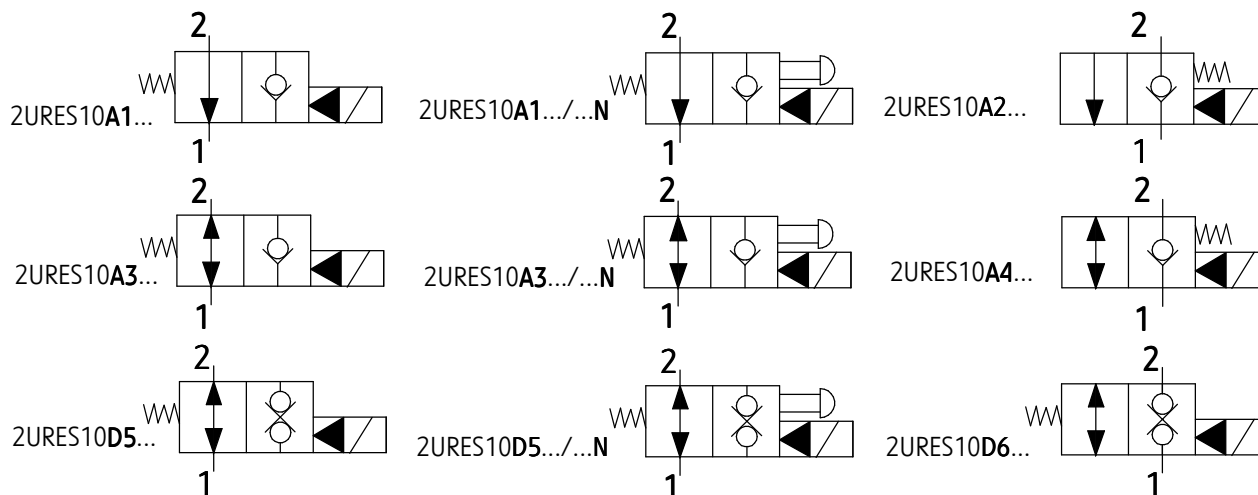 2
2
2
2URES10A1...
2URES10A1.../...N
2URES10A2...
1
1
1
2
2
2
2URES10A3...
2URES10A3.../...N
2URES10A4...
1
1
1
2
2
2
2URES10D5...
2URES10D5.../...N
2URES10D6...
1
1
1